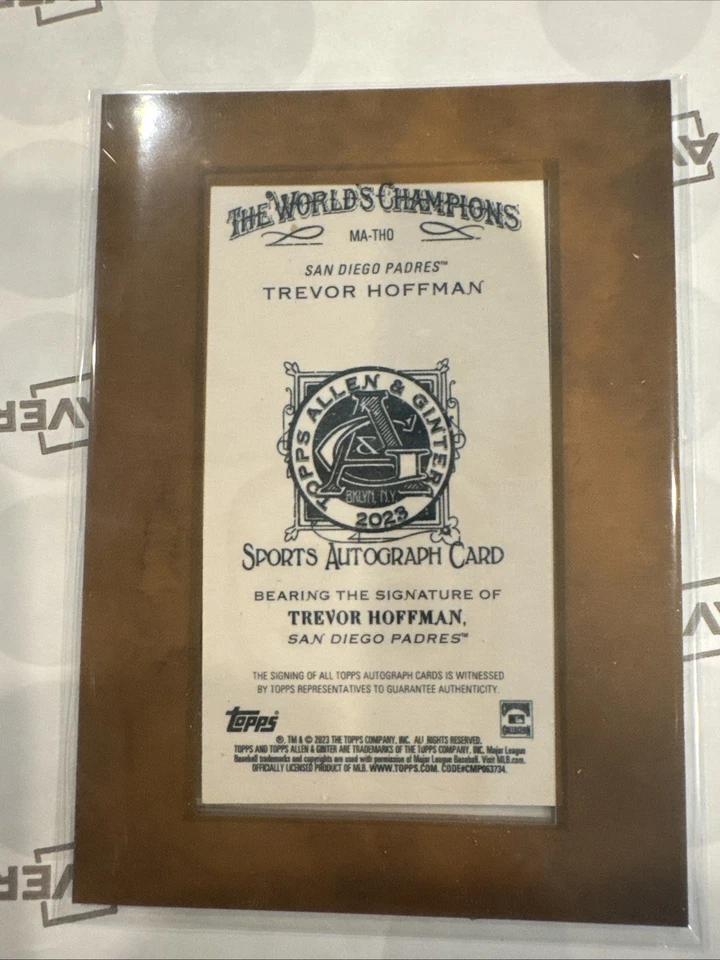 THE WORLD'S CHAMPIONS
MA-THO
SAN DIEGO PADRES™
TREVOR HOFFMAN
TOPPS ALLEN & GINTER
A&G
BKLYN, N.Y.
2023
SPORTS AUTOGRAPH CARD
BEARING THE SIGNATURE OF
TREVOR HOFFMAN,
SAN DIEGO PADRES™
THE SIGNING OF ALL TOPPS AUTOGRAPH CARDS IS WITNESSED
BY TOPPS REPRESENTATIVES TO GUARANTEE AUTHENTICITY.
topps
®, TM & © 2023 THE TOPPS COMPANY, INC. ALL RIGHTS RESERVED.
TOPPS AND TOPPS ALLEN & GINTER ARE TRADEMARKS OF THE TOPPS COMPANY, INC. Major League
Baseball trademarks and copyrights are used with permission of Major League Baseball. Visit MLB.com.
OFFICIALLY LICENSED PRODUCT OF MLB. WWW.TOPPS.COM. CODE#CMP063734.